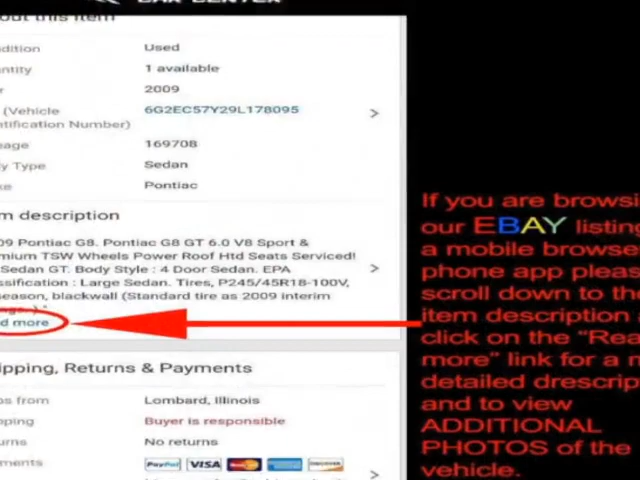 CAR CENTER
out this item
dition
Used
ntity
1 available
r
2009
(Vehicle
ntification Number)
6G2EC57Y29L178095
eage
169708
y Type
Sedan
ke
Pontiac
m description
09 Pontiac G8. Pontiac G8 GT 6.0 V8 Sport &
mium TSW Wheels Power Roof Htd Seats Serviced!
Sedan GT. Body Style : 4 Door Sedan. EPA
ssification : Large Sedan. Tires, P245/45R18-100V,
season, blackwall (Standard tire as 2009 interim
d more
ipping, Returns & Payments
s from
Lombard, Illinois
pping
Buyer is responsible
urns
No returns
ments
PayPal VISA DISCOVER
If you are browsi
our EBAY listing
a mobile browse
phone app pleas
scroll down to the
item description a
click on the "Rea
more" link for a m
detailed drescrip
and to view
ADDITIONAL
PHOTOS of the
vehicle.